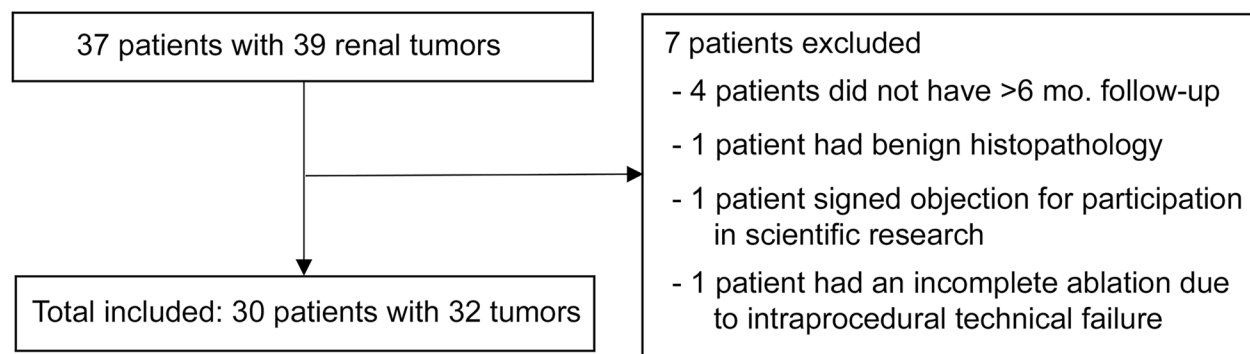 37 patients with 39 renal tumors
7 patients excluded
- 4 patients did not have >6 mo. follow-up
- 1 patient had benign histopathology
- 1 patient signed objection for participation
in scientific research
- 1 patient had an incomplete ablation due
to intraprocedural technical failure
Total included: 30 patients with 32 tumors